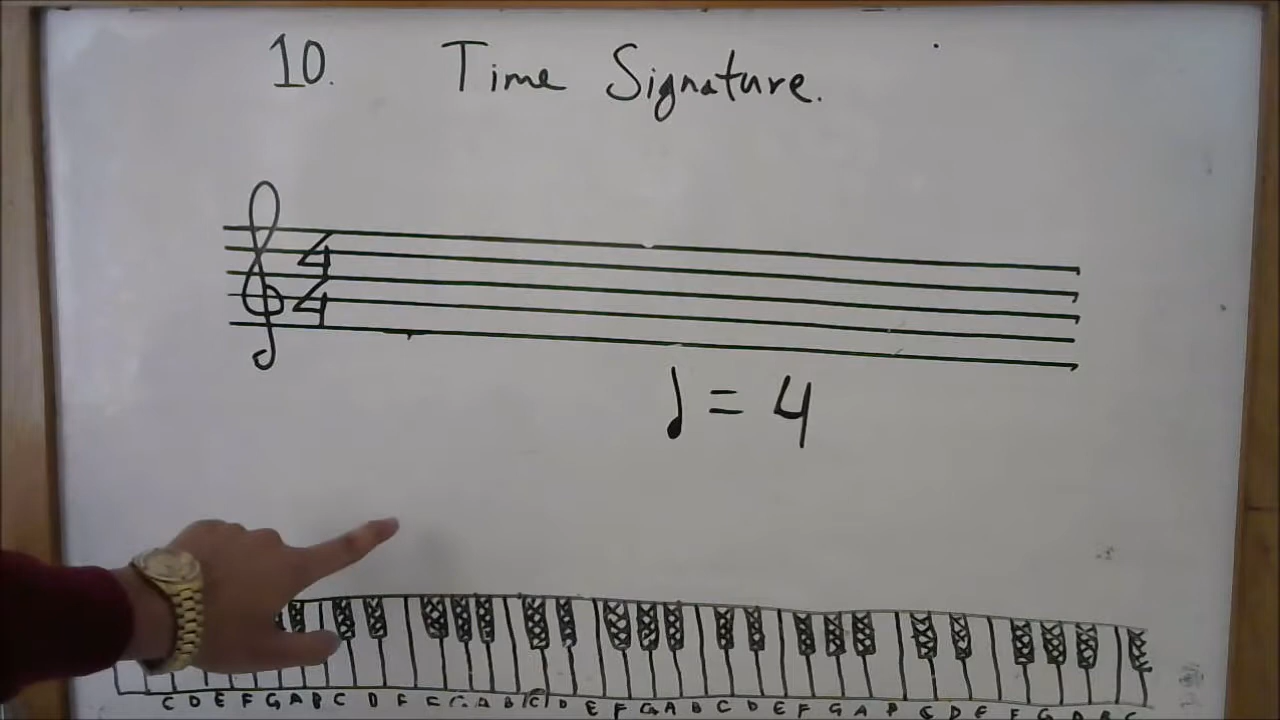 10. Time Signature.
4
4
♩ = 4
C D E F G A B C D E F G A B C D E F G A B C D E F G A B C D E F G A B C